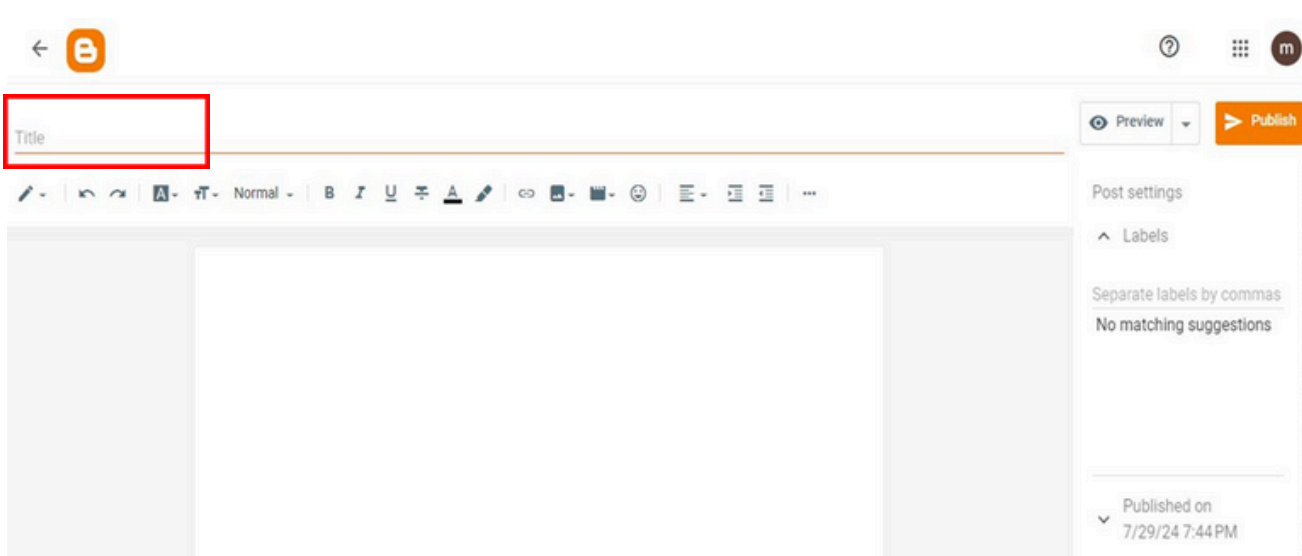 m
Title
Preview
Publish
Normal
B I U A
Post settings
Labels
Separate labels by commas
No matching suggestions
Published on
7/29/24 7:44 PM